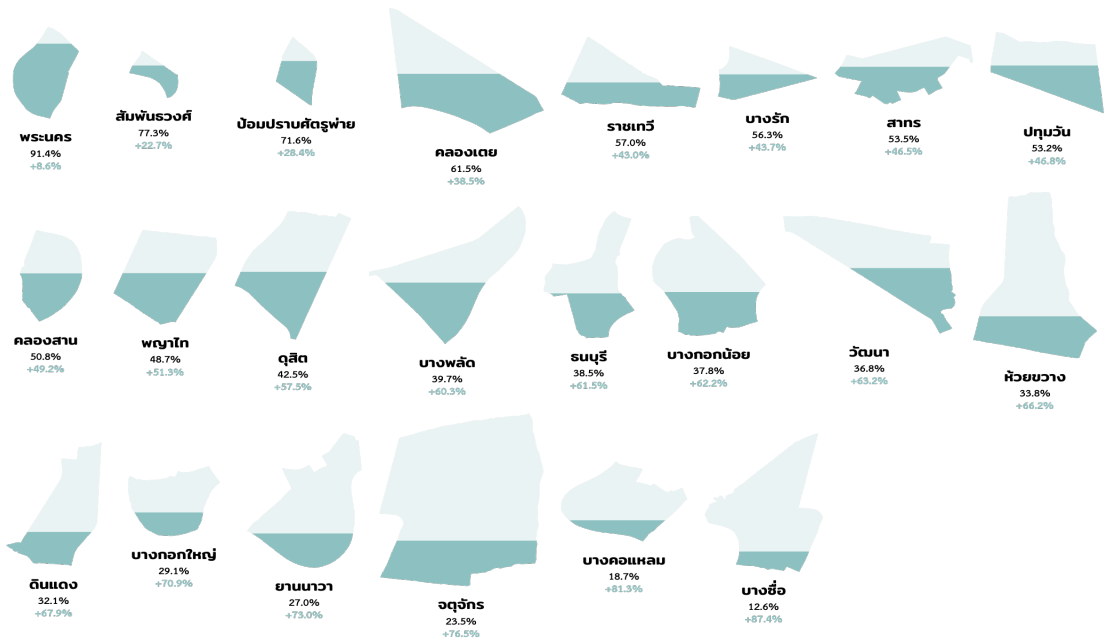 พระนคร
91.4%
+8.6%
สัมพันธวงศ์
77.3%
+22.7%
ป้อมปราบศัตรูพ่าย
71.6%
+28.4%
คลองเตย
61.5%
+38.5%
ราชเทวี
57.0%
+43.0%
บางรัก
56.3%
+43.7%
สาทร
53.5%
+46.5%
ปทุมวัน
53.2%
+46.8%
คลองสาน
50.8%
+49.2%
พญาไท
48.7%
+51.3%
ดุสิต
42.5%
+57.5%
บางพลัด
39.7%
+60.3%
ธนบุรี
38.5%
+61.5%
บางกอกน้อย
37.8%
+62.2%
วัฒนา
36.8%
+63.2%
ห้วยขวาง
33.8%
+66.2%
ดินแดง
32.1%
+67.9%
บางกอกใหญ่
29.1%
+70.9%
ยานนาวา
27.0%
+73.0%
จตุจักร
23.5%
+76.5%
บางคอแหลม
18.7%
+81.3%
บางซื่อ
12.6%
+87.4%